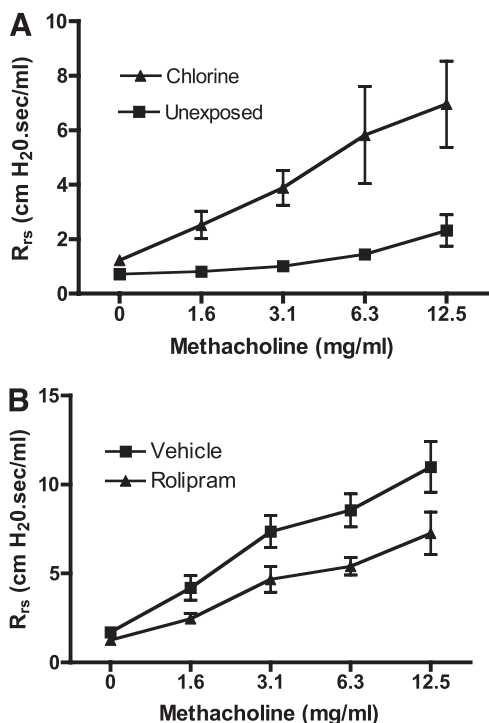 A
10
8
6
4
2
0
Rrs (cm H20.sec/ml)
Chlorine
Unexposed
0 1.6 3.1 6.3 12.5
Methacholine (mg/ml)
B
15
10
5
0
Rrs (cm H20.sec/ml)
Vehicle
Rolipram
0 1.6 3.1 6.3 12.5
Methacholine (mg/ml)